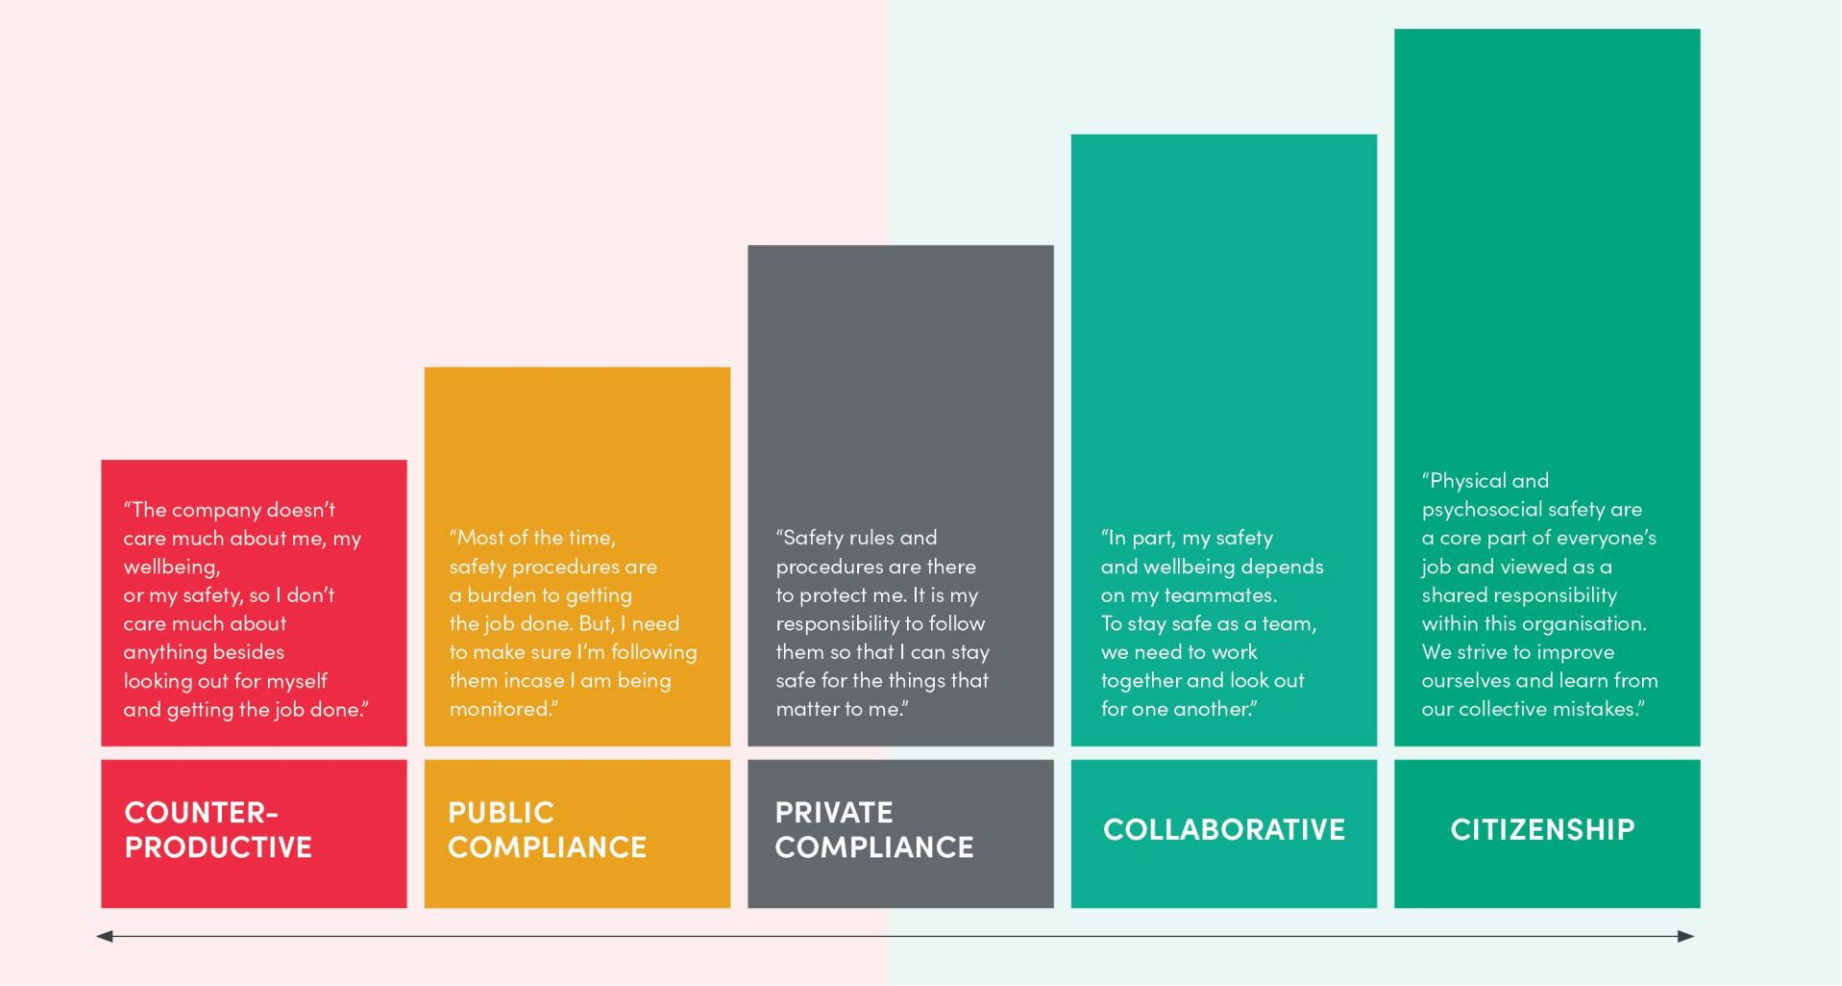 “The company doesn’t
care much about me, my
wellbeing,
or my safety, so I don’t
care much about
anything besides
looking out for myself
and getting the job done.”
COUNTER-
PRODUCTIVE
“Most of the time,
safety procedures are
a burden to getting
the job done. But, I need
to make sure I’m following
them incase I am being
monitored.”
PUBLIC
COMPLIANCE
“Safety rules and
procedures are there
to protect me. It is my
responsibility to follow
them so that I can stay
safe for the things that
matter to me.”
PRIVATE
COMPLIANCE
“In part, my safety
and wellbeing depends
on my teammates.
To stay safe as a team,
we need to work
together and look out
for one another.”
COLLABORATIVE
“Physical and
psychosocial safety are
a core part of everyone’s
job and viewed as a
shared responsibility
within this organisation.
We strive to improve
ourselves and learn from
our collective mistakes.”
CITIZENSHIP